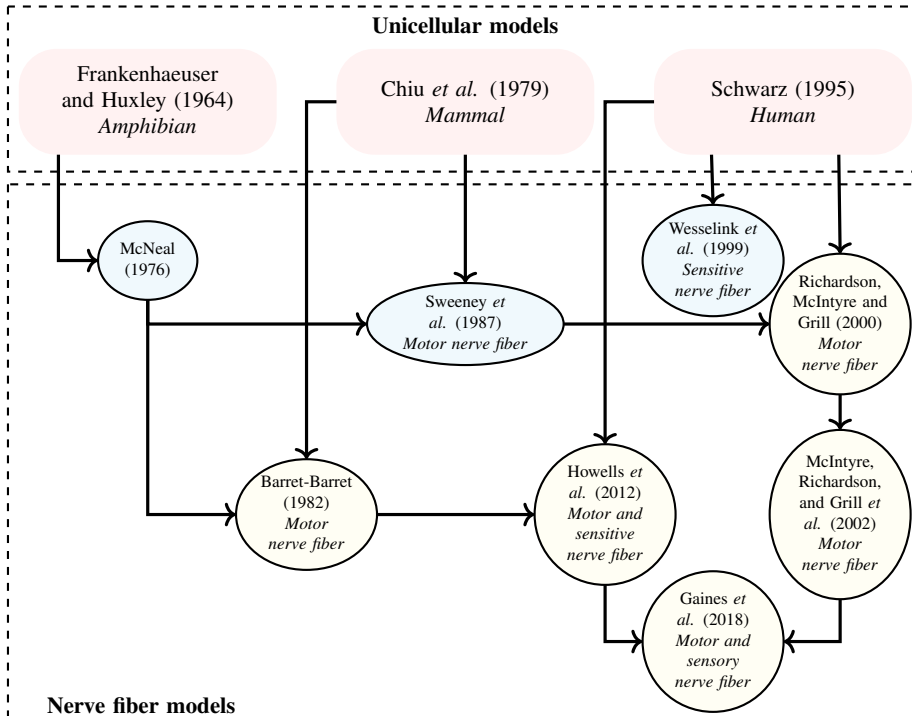 Unicellular models
Frankenhaeuser
and Huxley (1964)
Amphibian
Chiu et al. (1979)
Mammal
Schwarz (1995)
Human
McNeal
(1976)
Wesselink et
al. (1999)
Sensitive
nerve fiber
Sweeney et
al. (1987)
Motor nerve fiber
Richardson,
McIntyre and
Grill (2000)
Motor
nerve fiber
Barret-Barret
(1982)
Motor
nerve fiber
Howells et
al. (2012)
Motor and
sensitive
nerve fiber
McIntyre,
Richardson,
and Grill et
al. (2002)
Motor
nerve fiber
Gaines et
al. (2018)
Motor and
sensory
nerve fiber
Nerve fiber models